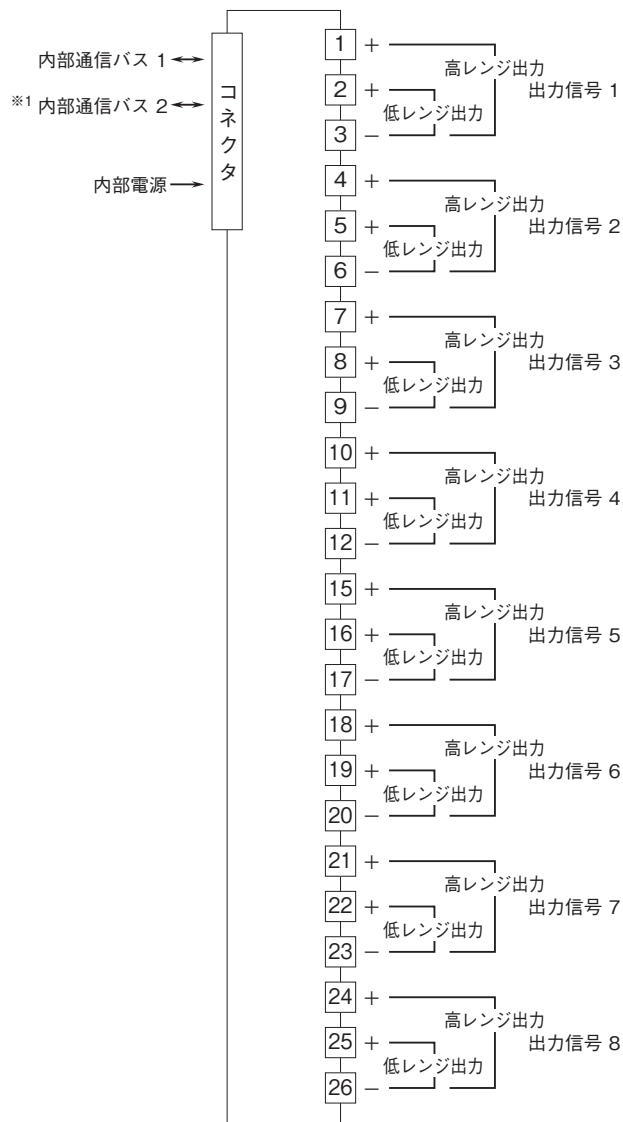 内部通信バス 1
※1 内部通信バス 2
内部電源
コネクタ
1 +
高レンジ出力
2 +
出力信号 1
低レンジ出力
3 −
4 +
高レンジ出力
5 +
出力信号 2
低レンジ出力
6 −
7 +
高レンジ出力
8 +
出力信号 3
低レンジ出力
9 −
10 +
高レンジ出力
11 +
出力信号 4
低レンジ出力
12 −
15 +
高レンジ出力
16 +
出力信号 5
低レンジ出力
17 −
18 +
高レンジ出力
19 +
出力信号 6
低レンジ出力
20 −
21 +
高レンジ出力
22 +
出力信号 7
低レンジ出力
23 −
24 +
高レンジ出力
25 +
出力信号 8
低レンジ出力
26 −